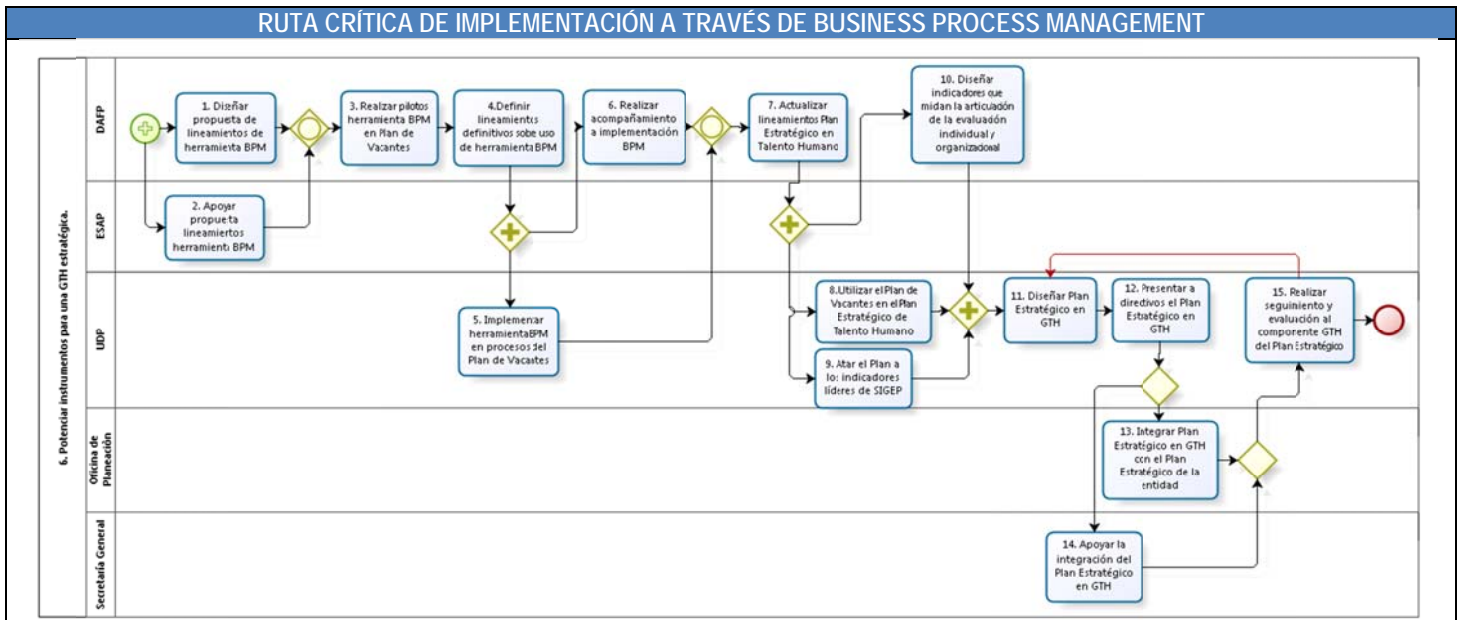 RUTA CRÍTICA DE IMPLEMENTACIÓN A TRAVÉS DE BUSINESS PROCESS MANAGEMENT
6. Potenciar instrumentos para una GTH estratégica.
DAFP
1. Diseñar
propuesta de
lineamientos de
herramienta BPM
3. Realizar pilotos
herramienta BPM
en Plan de
Vacantes
4.Definir
lineamientos
definitivos sobe uso
de herramienta BPM
6. Realizar
acompañamiento
a implementación
BPM
7. Actualizar
lineamientos Plan
Estratégico en
Talento Humano
10. Diseñar
indicadores que
midan la articulación
de la evaluación
individual y
organizacional
ESAP
2. Apoyar
propuesta
lineamientos
herramienta BPM
UDP
5. Implementar
herramienta BPM
en procesos del
Plan de Vacantes
8.Utilizar el Plan de
Vacantes en el Plan
Estratégico de
Talento Humano
9. Atar el Plan a
los indicadores
líderes de SIGEP
11. Diseñar Plan
Estratégico en
GTH
12. Presentar a
directivos el Plan
Estratégico en
GTH
15. Realizar
seguimiento y
evaluación al
componente GTH
del Plan Estratégico
Oficina de
Planeación
13. Integrar Plan
Estratégico en GTH
con el Plan
Estratégico de la
entidad
Secretaría General
14. Apoyar la
integración del
Plan Estratégico
en GTH